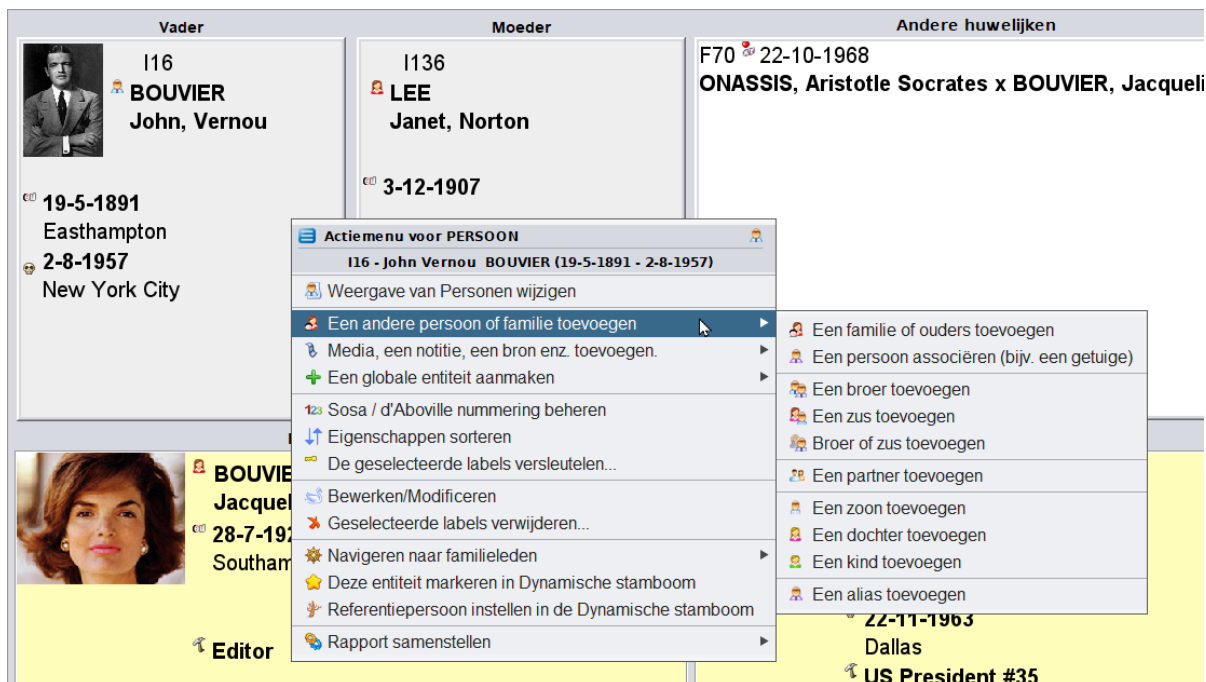 Vader
I16
BOUVIER
John, Vernou
19-5-1891
Easthampton
2-8-1957
New York City
Moeder
I136
LEE
Janet, Norton
3-12-1907
Andere huwelijken
F70 22-10-1968
ONASSIS, Aristotle Socrates x BOUVIER, Jacqueli
Actiemenu voor PERSOON
I16 - John Vernou BOUVIER (19-5-1891 - 2-8-1957)
Weergave van Personen wijzigen
Een andere persoon of familie toevoegen
Media, een notitie, een bron enz. toevoegen.
Een globale entiteit aanmaken
123 Sosa / d'Aboville nummering beheren
Eigenschappen sorteren
De geselecteerde labels versleutelen...
Bewerken/Modificeren
Geselecteerde labels verwijderen...
Navigeren naar familieleden
Deze entiteit markeren in Dynamische stamboom
Referentiepersoon instellen in de Dynamische stamboom
Rapport samenstellen
Een familie of ouders toevoegen
Een persoon associëren (bijv. een getuige)
Een broer toevoegen
Een zus toevoegen
Broer of zus toevoegen
Een partner toevoegen
Een zoon toevoegen
Een dochter toevoegen
Een kind toevoegen
Een alias toevoegen
BOUVIE
Jacquel
28-7-192
Southam
Editor
22-11-1963
Dallas
US President #35